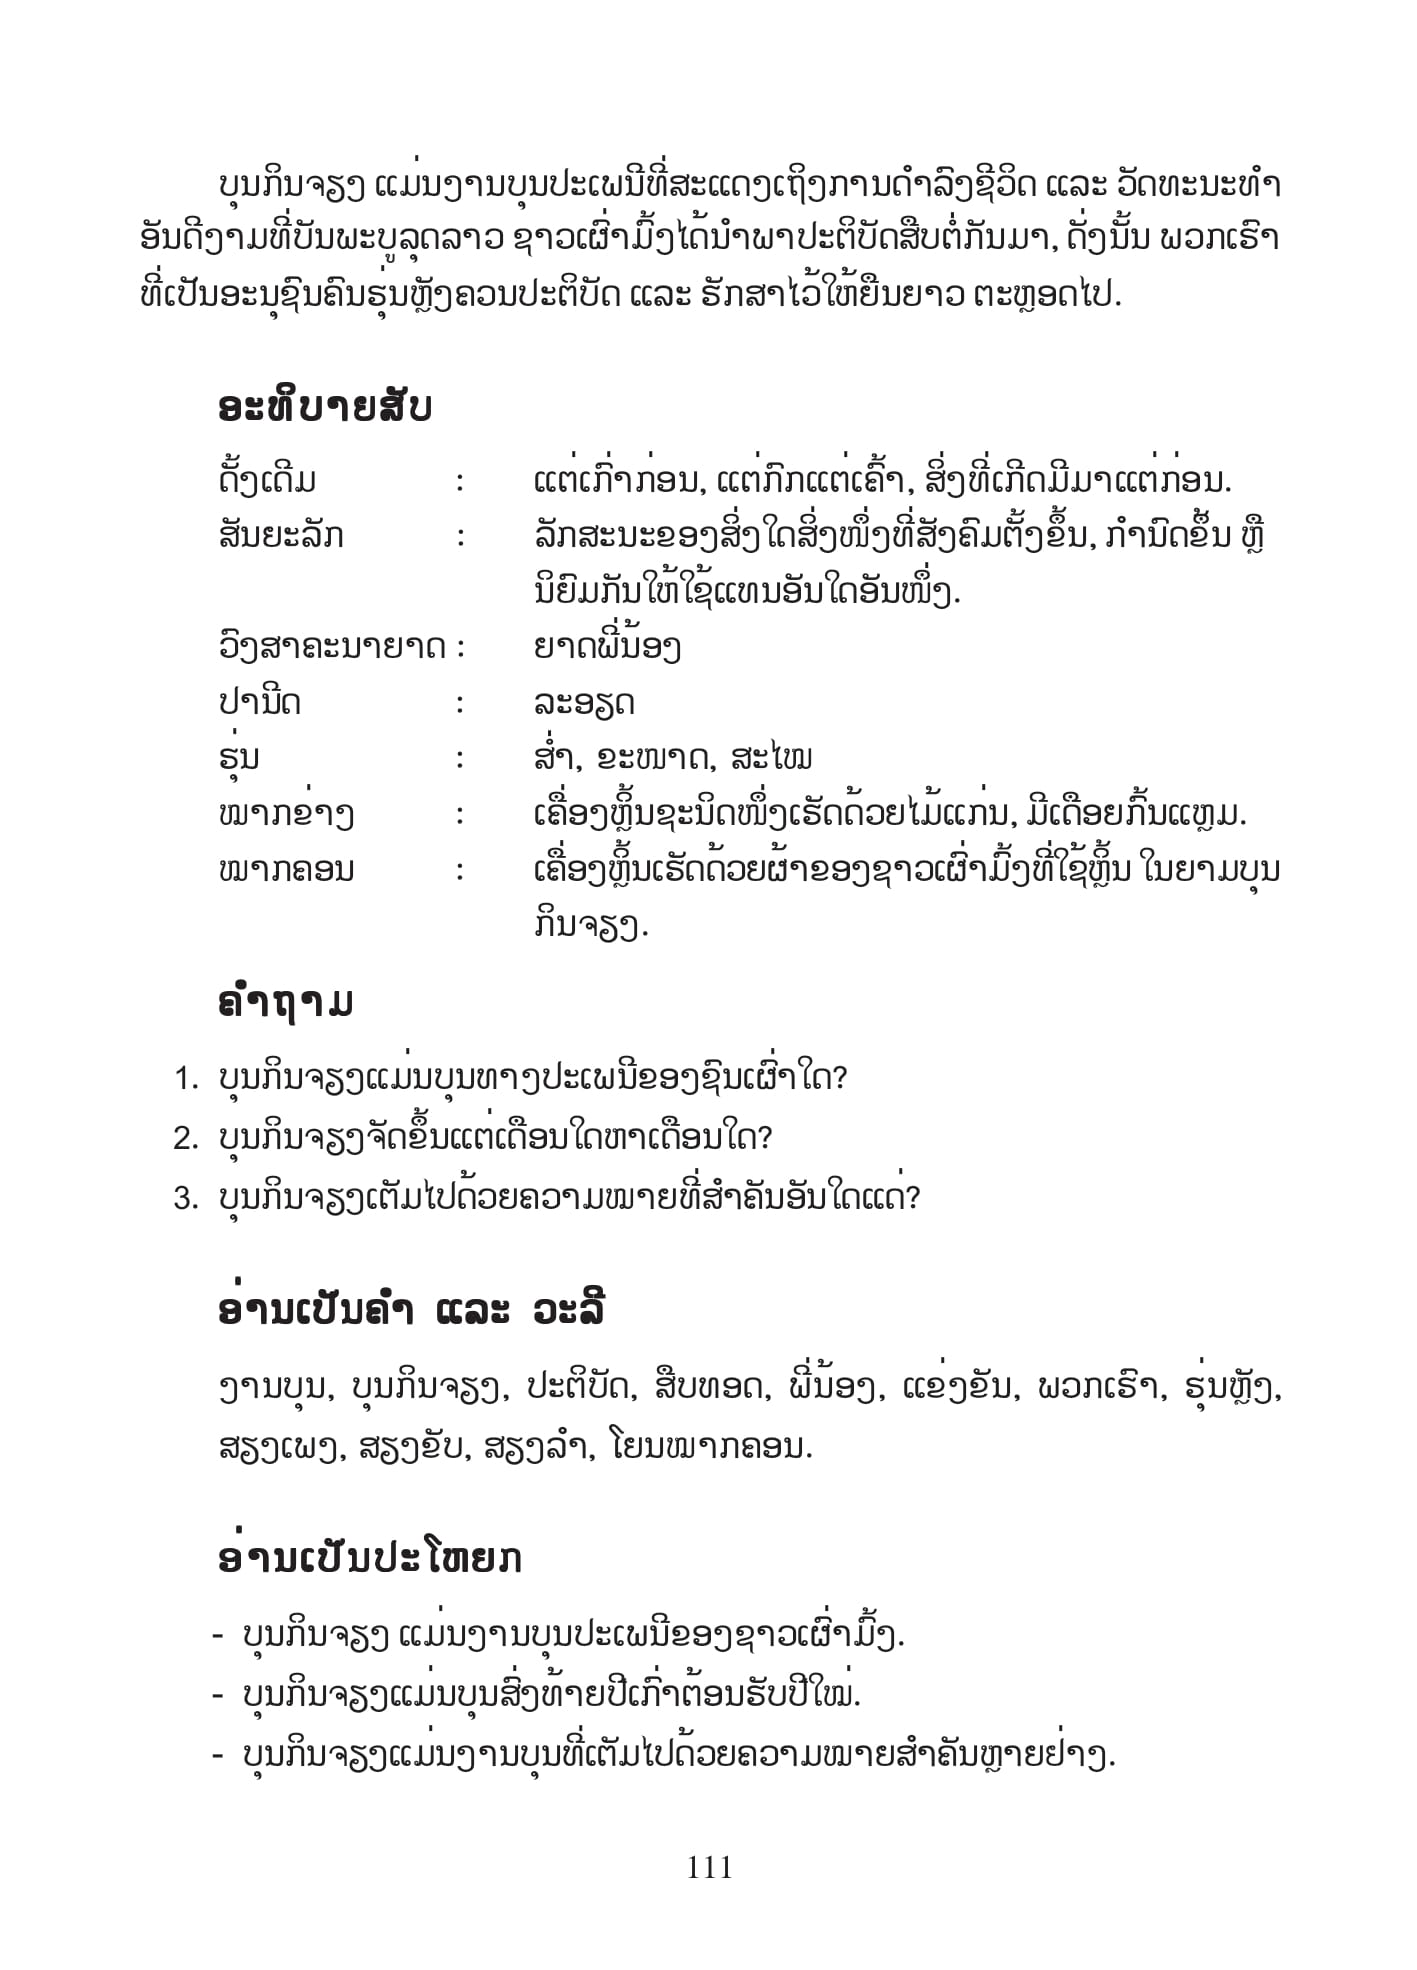 ບຸນກິນຈຽງ ແມ່ນງານບຸນປະເພນີທີ່ສະແດງເຖິງການດຳລົງຊີວິດ ແລະ ວັດທະນະທຳ
ອັນດີງາມທີ່ບັນພະບູລຸດລາວ ຊາວເຜົ່າມົ້ງໄດ້ນຳພາປະຕິບັດສືບຕໍ່ກັນມາ, ດັ່ງນັ້ນ ພວກເຮົາ
ທີ່ເປັນອະນຸຊົນຄົນຮຸ່ນຫຼັງຄວນປະຕິບັດ ແລະ ຮັກສາໄວ້ໃຫ້ຍືນຍາວ ຕະຫຼອດໄປ.
ອະທິບາຍສັບ
ດັ້ງເດີມ : ແຕ່ເກົ່າກ່ອນ, ແຕ່ກົກແຕ່ເຄົ້າ, ສິ່ງທີ່ເກີດມີມາແຕ່ກ່ອນ.
ສັນຍະລັກ : ລັກສະນະຂອງສິ່ງໃດສິ່ງໜຶ່ງທີ່ສັງຄົມຕັ້ງຂຶ້ນ, ກຳນົດຂຶ້ນ ຫຼື
ນິຍົມກັນໃຫ້ໃຊ້ແທນອັນໃດອັນໜຶ່ງ.
ວົງສາຄະນາຍາດ : ຍາດພີ່ນ້ອງ
ປານີດ : ລະອຽດ
ຮຸ່ນ : ສ່ຳ, ຂະໜາດ, ສະໄໝ
ໝາກຂ່າງ : ເຄື່ອງຫຼິ້ນຊະນິດໜຶ່ງເຮັດດ້ວຍໄມ້ແກ່ນ, ມີເດືອຍກົ້ນແຫຼມ.
ໝາກຄອນ : ເຄື່ອງຫຼິ້ນເຮັດດ້ວຍຜ້າຂອງຊາວເຜົ່າມົ້ງທີ່ໃຊ້ຫຼິ້ນ ໃນຍາມບຸນ
ກິນຈຽງ.
ຄຳຖາມ
1. ບຸນກິນຈຽງແມ່ນບຸນທາງປະເພນີຂອງຊົນເຜົ່າໃດ?
2. ບຸນກິນຈຽງຈັດຂຶ້ນແຕ່ເດືອນໃດຫາເດືອນໃດ?
3. ບຸນກິນຈຽງເຕັມໄປດ້ວຍຄວາມໝາຍທີ່ສຳຄັນອັນໃດແດ່?
ອ່ານເປັນຄຳ ແລະ ວະລີ
ງານບຸນ, ບຸນກິນຈຽງ, ປະຕິບັດ, ສືບທອດ, ພີ່ນ້ອງ, ແຂ່ງຂັນ, ພວກເຮົາ, ຮຸ່ນຫຼັງ,
ສຽງເພງ, ສຽງຂັບ, ສຽງລຳ, ໂຍນໝາກຄອນ.
ອ່ານເປັນປະໂຫຍກ
- ບຸນກິນຈຽງ ແມ່ນງານບຸນປະເພນີຂອງຊາວເຜົ່າມົ້ງ.
- ບຸນກິນຈຽງແມ່ນບຸນສົ່ງທ້າຍປີເກົ່າຕ້ອນຮັບປີໃໝ່.
- ບຸນກິນຈຽງແມ່ນງານບຸນທີ່ເຕັມໄປດ້ວຍຄວາມໝາຍສຳຄັນຫຼາຍຢ່າງ.
111